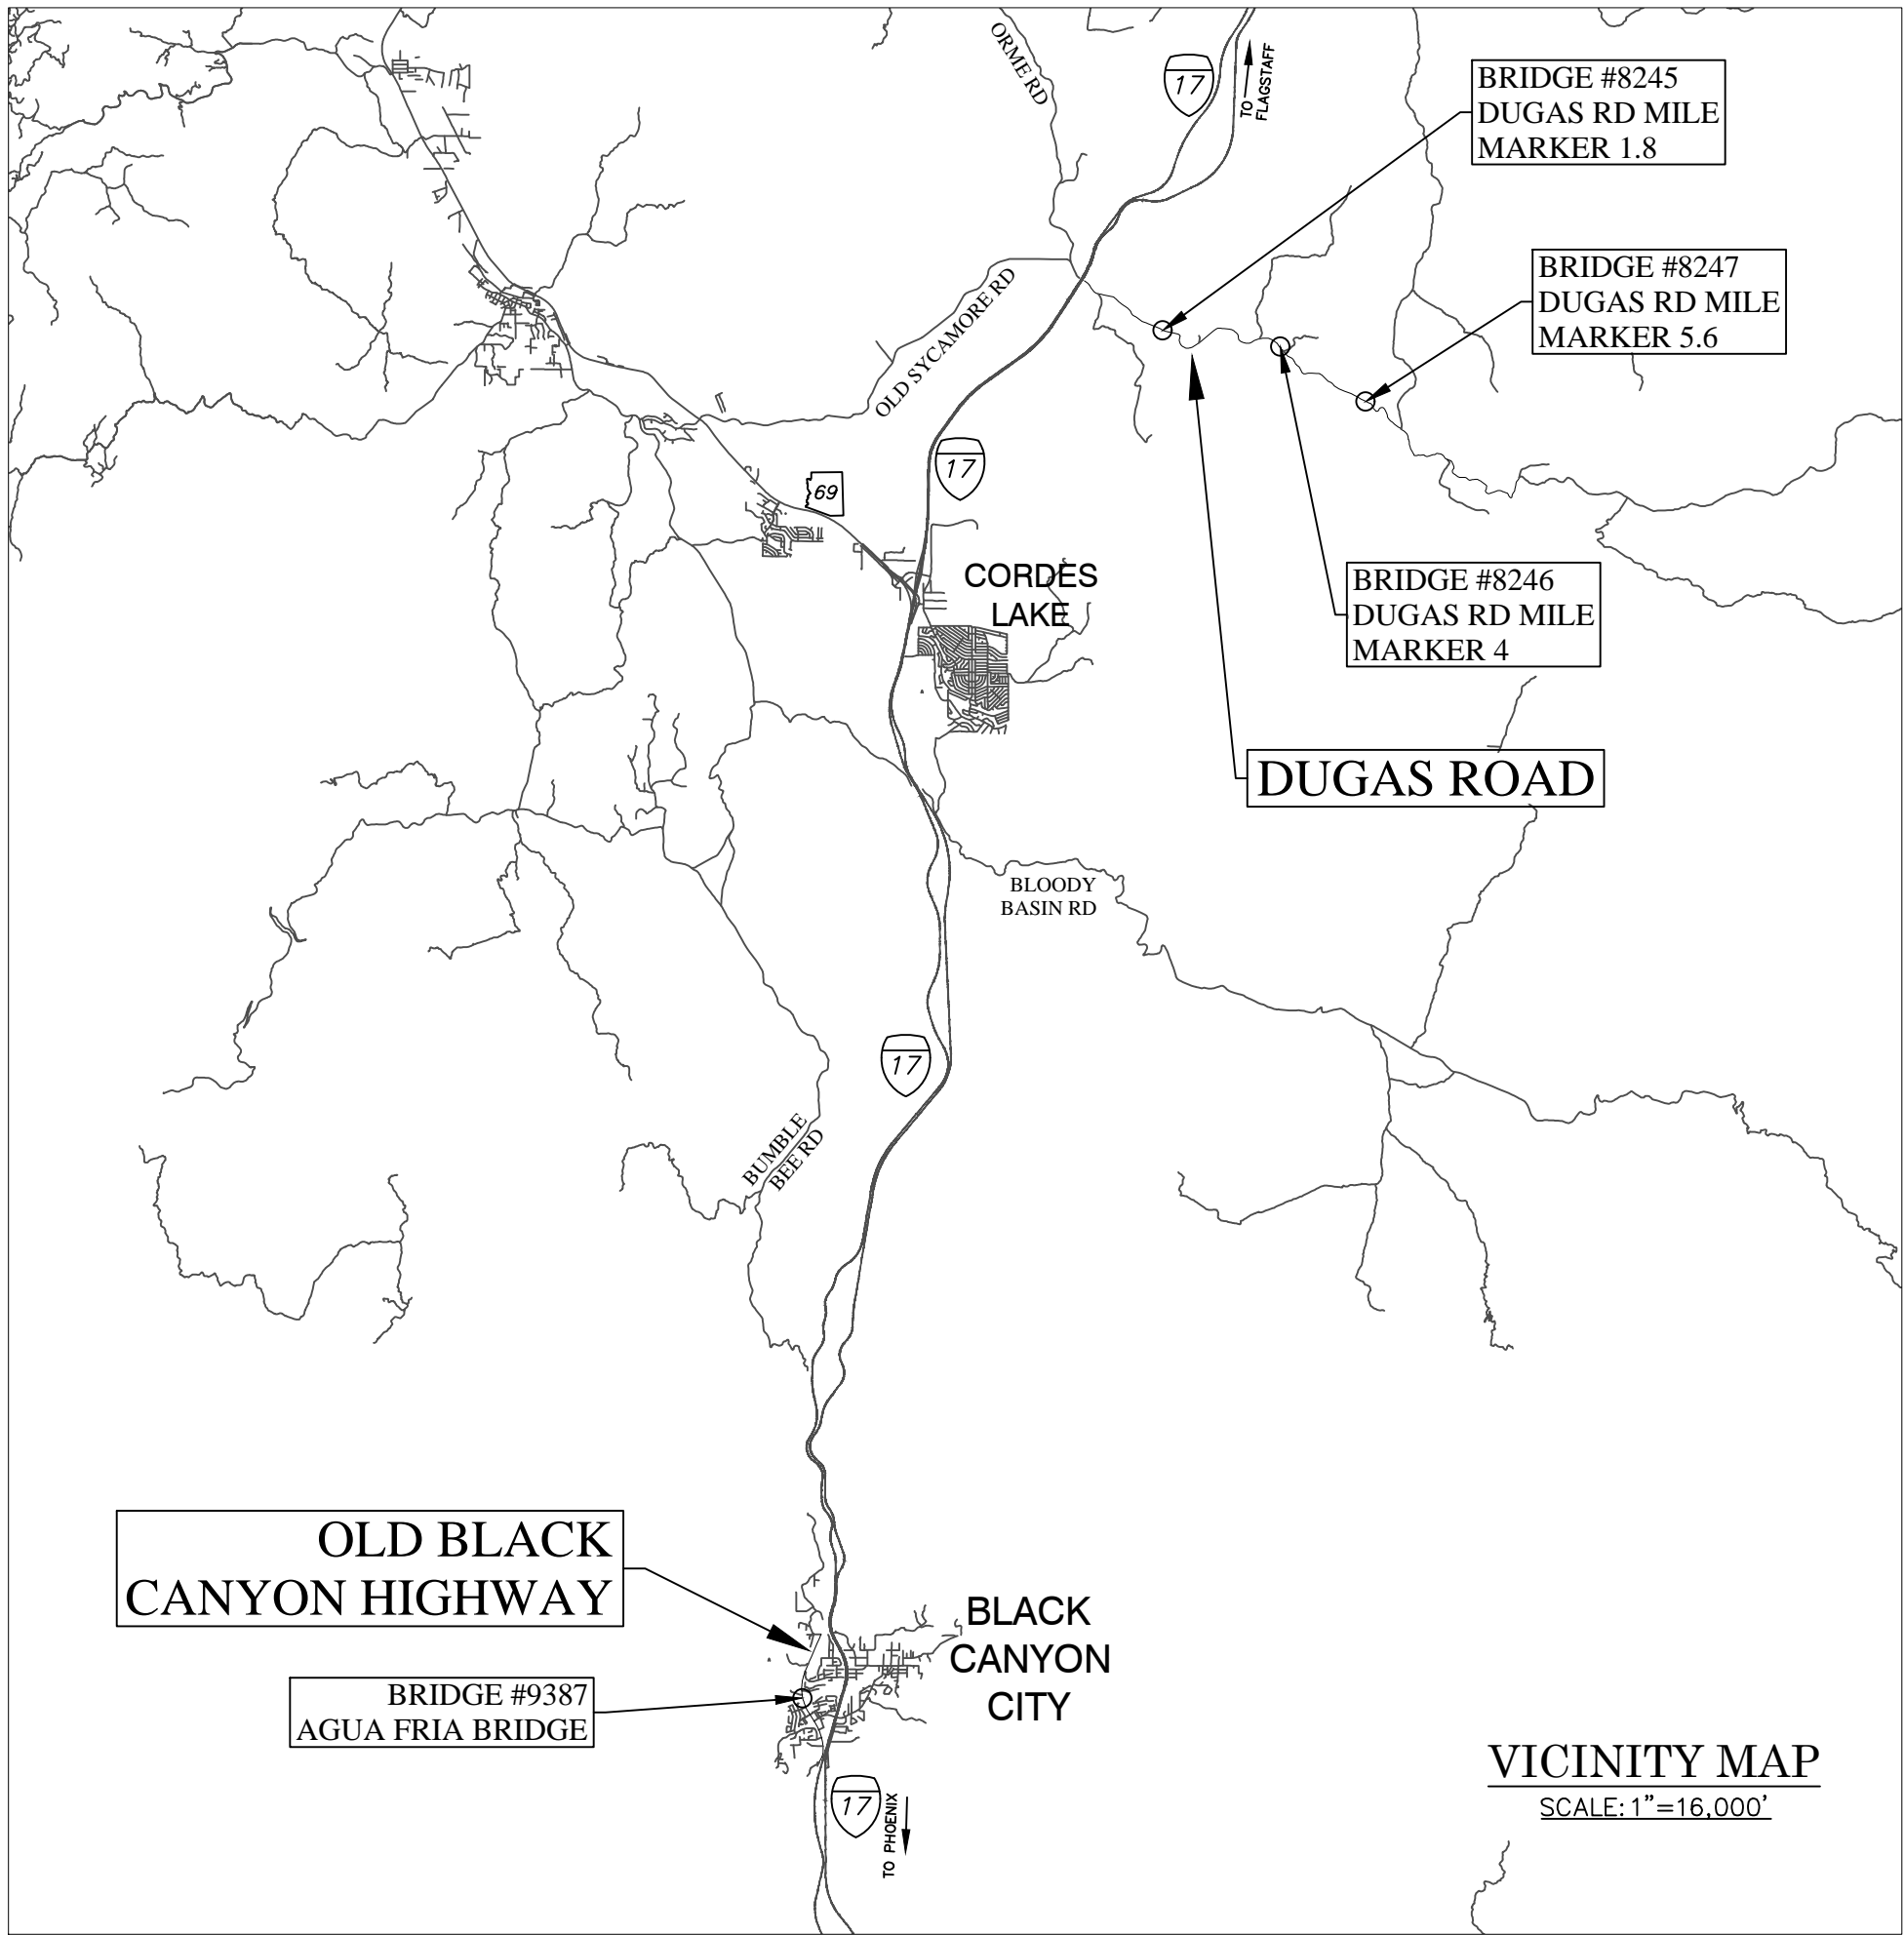 ORME RD
17
TO
FLAGSTAFF
BRIDGE #8245
DUGAS RD MILE
MARKER 1.8
BRIDGE #8247
DUGAS RD MILE
MARKER 5.6
OLD SYCAMORE RD
17
69
CORDES
LAKE
BRIDGE #8246
DUGAS RD MILE
MARKER 4
DUGAS ROAD
BLOODY
BASIN RD
17
BUMBLE
BEE RD
OLD BLACK
CANYON HIGHWAY
BLACK
CANYON
CITY
BRIDGE #9387
AGUA FRIA BRIDGE
17
TO PHOENIX
VICINITY MAP
SCALE: 1"=16,000'